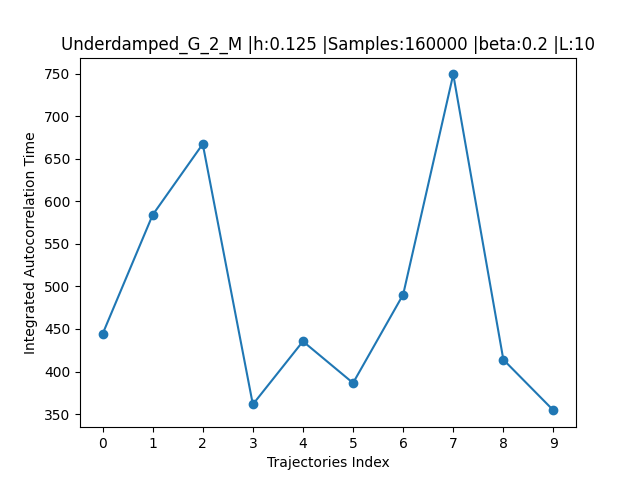 Underdamped_G_2_M |h:0.125 |Samples:160000 |beta:0.2 |L:10
Integrated Autocorrelation Time
750
700
650
600
550
500
450
400
350
0 1 2 3 4 5 6 7 8 9
Trajectories Index